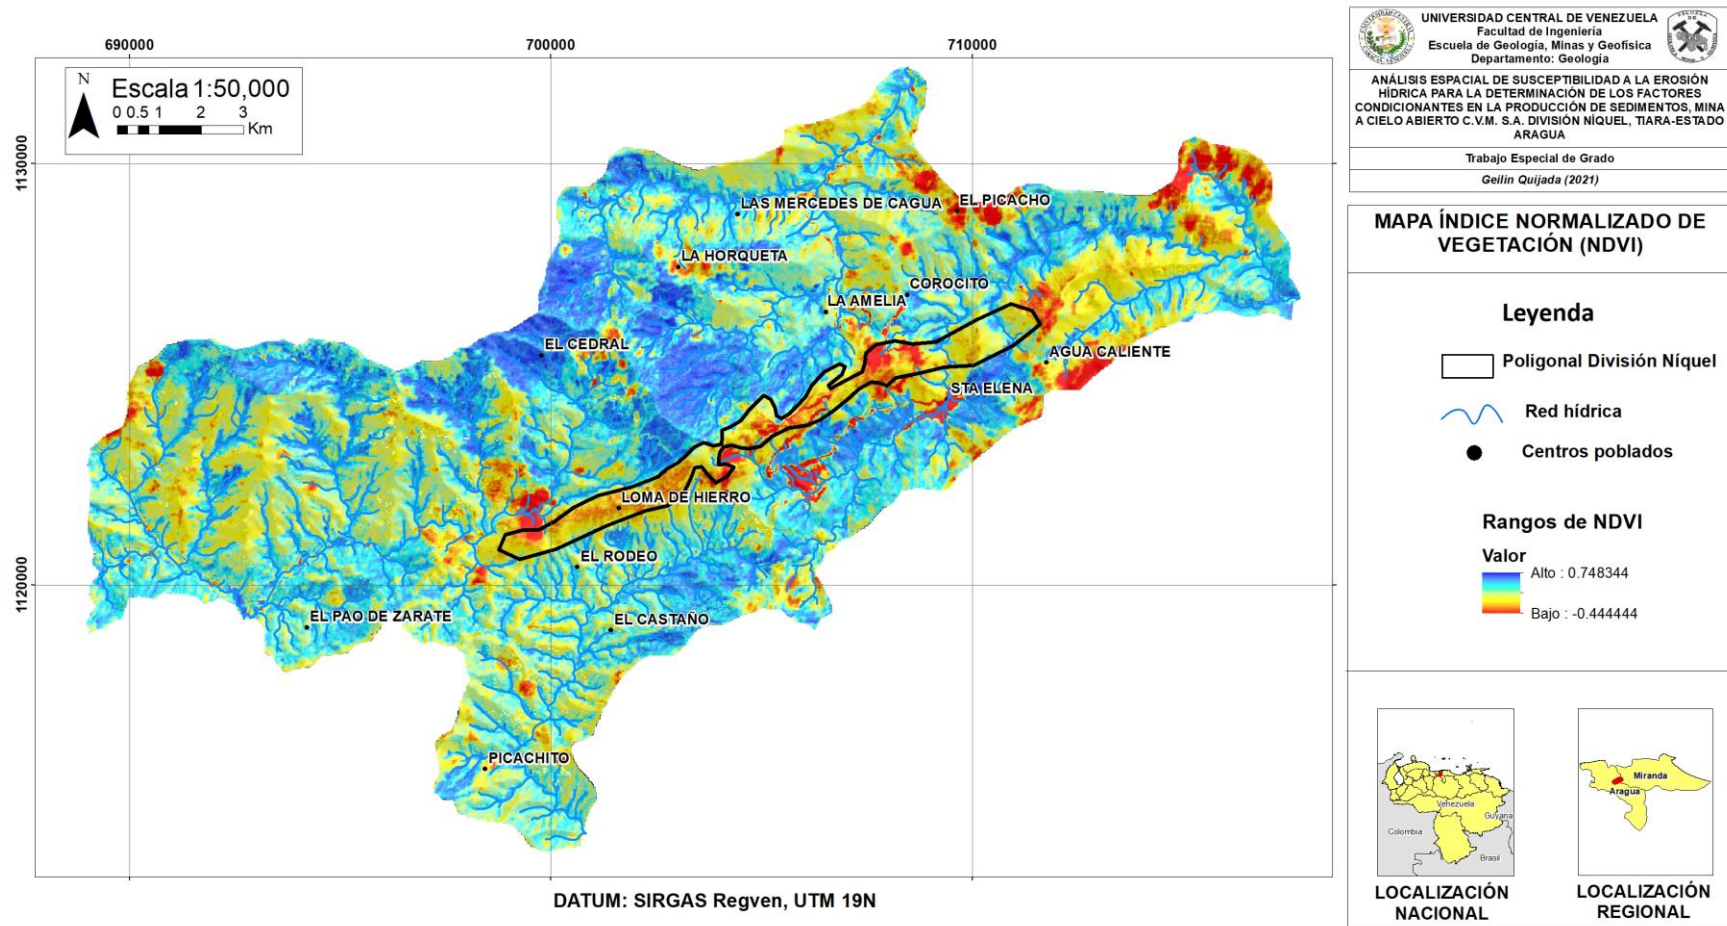 690000
700000
710000
1130000
1120000
N
Escala 1:50,000
0 0.5 1 2 3
Km
LAS MERCEDES DE CAGUA
EL PICACHO
LA HORQUETA
COROCITO
LA AMELIA
EL CEDRAL
AGUA CALIENTE
STA ELENA
LOMA DE HIERRO
EL RODEO
EL PAO DE ZARATE
EL CASTAÑO
PICACHITO
DATUM: SIRGAS Regven, UTM 19N
UNIVERSIDAD CENTRAL DE VENEZUELA
Facultad de Ingeniería
Escuela de Geología, Minas y Geofísica
Departamento: Geología
ANÁLISIS ESPACIAL DE SUSCEPTIBILIDAD A LA EROSIÓN
HÍDRICA PARA LA DETERMINACIÓN DE LOS FACTORES
CONDICIONANTES EN LA PRODUCCIÓN DE SEDIMENTOS, MINA
A CIELO ABIERTO C.V.M. S.A. DIVISIÓN NÍQUEL, TIARA-ESTADO
ARAGUA
Trabajo Especial de Grado
Geilin Quijada (2021)
MAPA ÍNDICE NORMALIZADO DE
VEGETACIÓN (NDVI)
Leyenda
Poligonal División Níquel
Red hídrica
Centros poblados
Rangos de NDVI
Valor
Alto : 0.748344
Bajo : -0.444444
Venezuela
Guyana
Colombia
Brasil
LOCALIZACIÓN
NACIONAL
Miranda
Aragua
LOCALIZACIÓN
REGIONAL